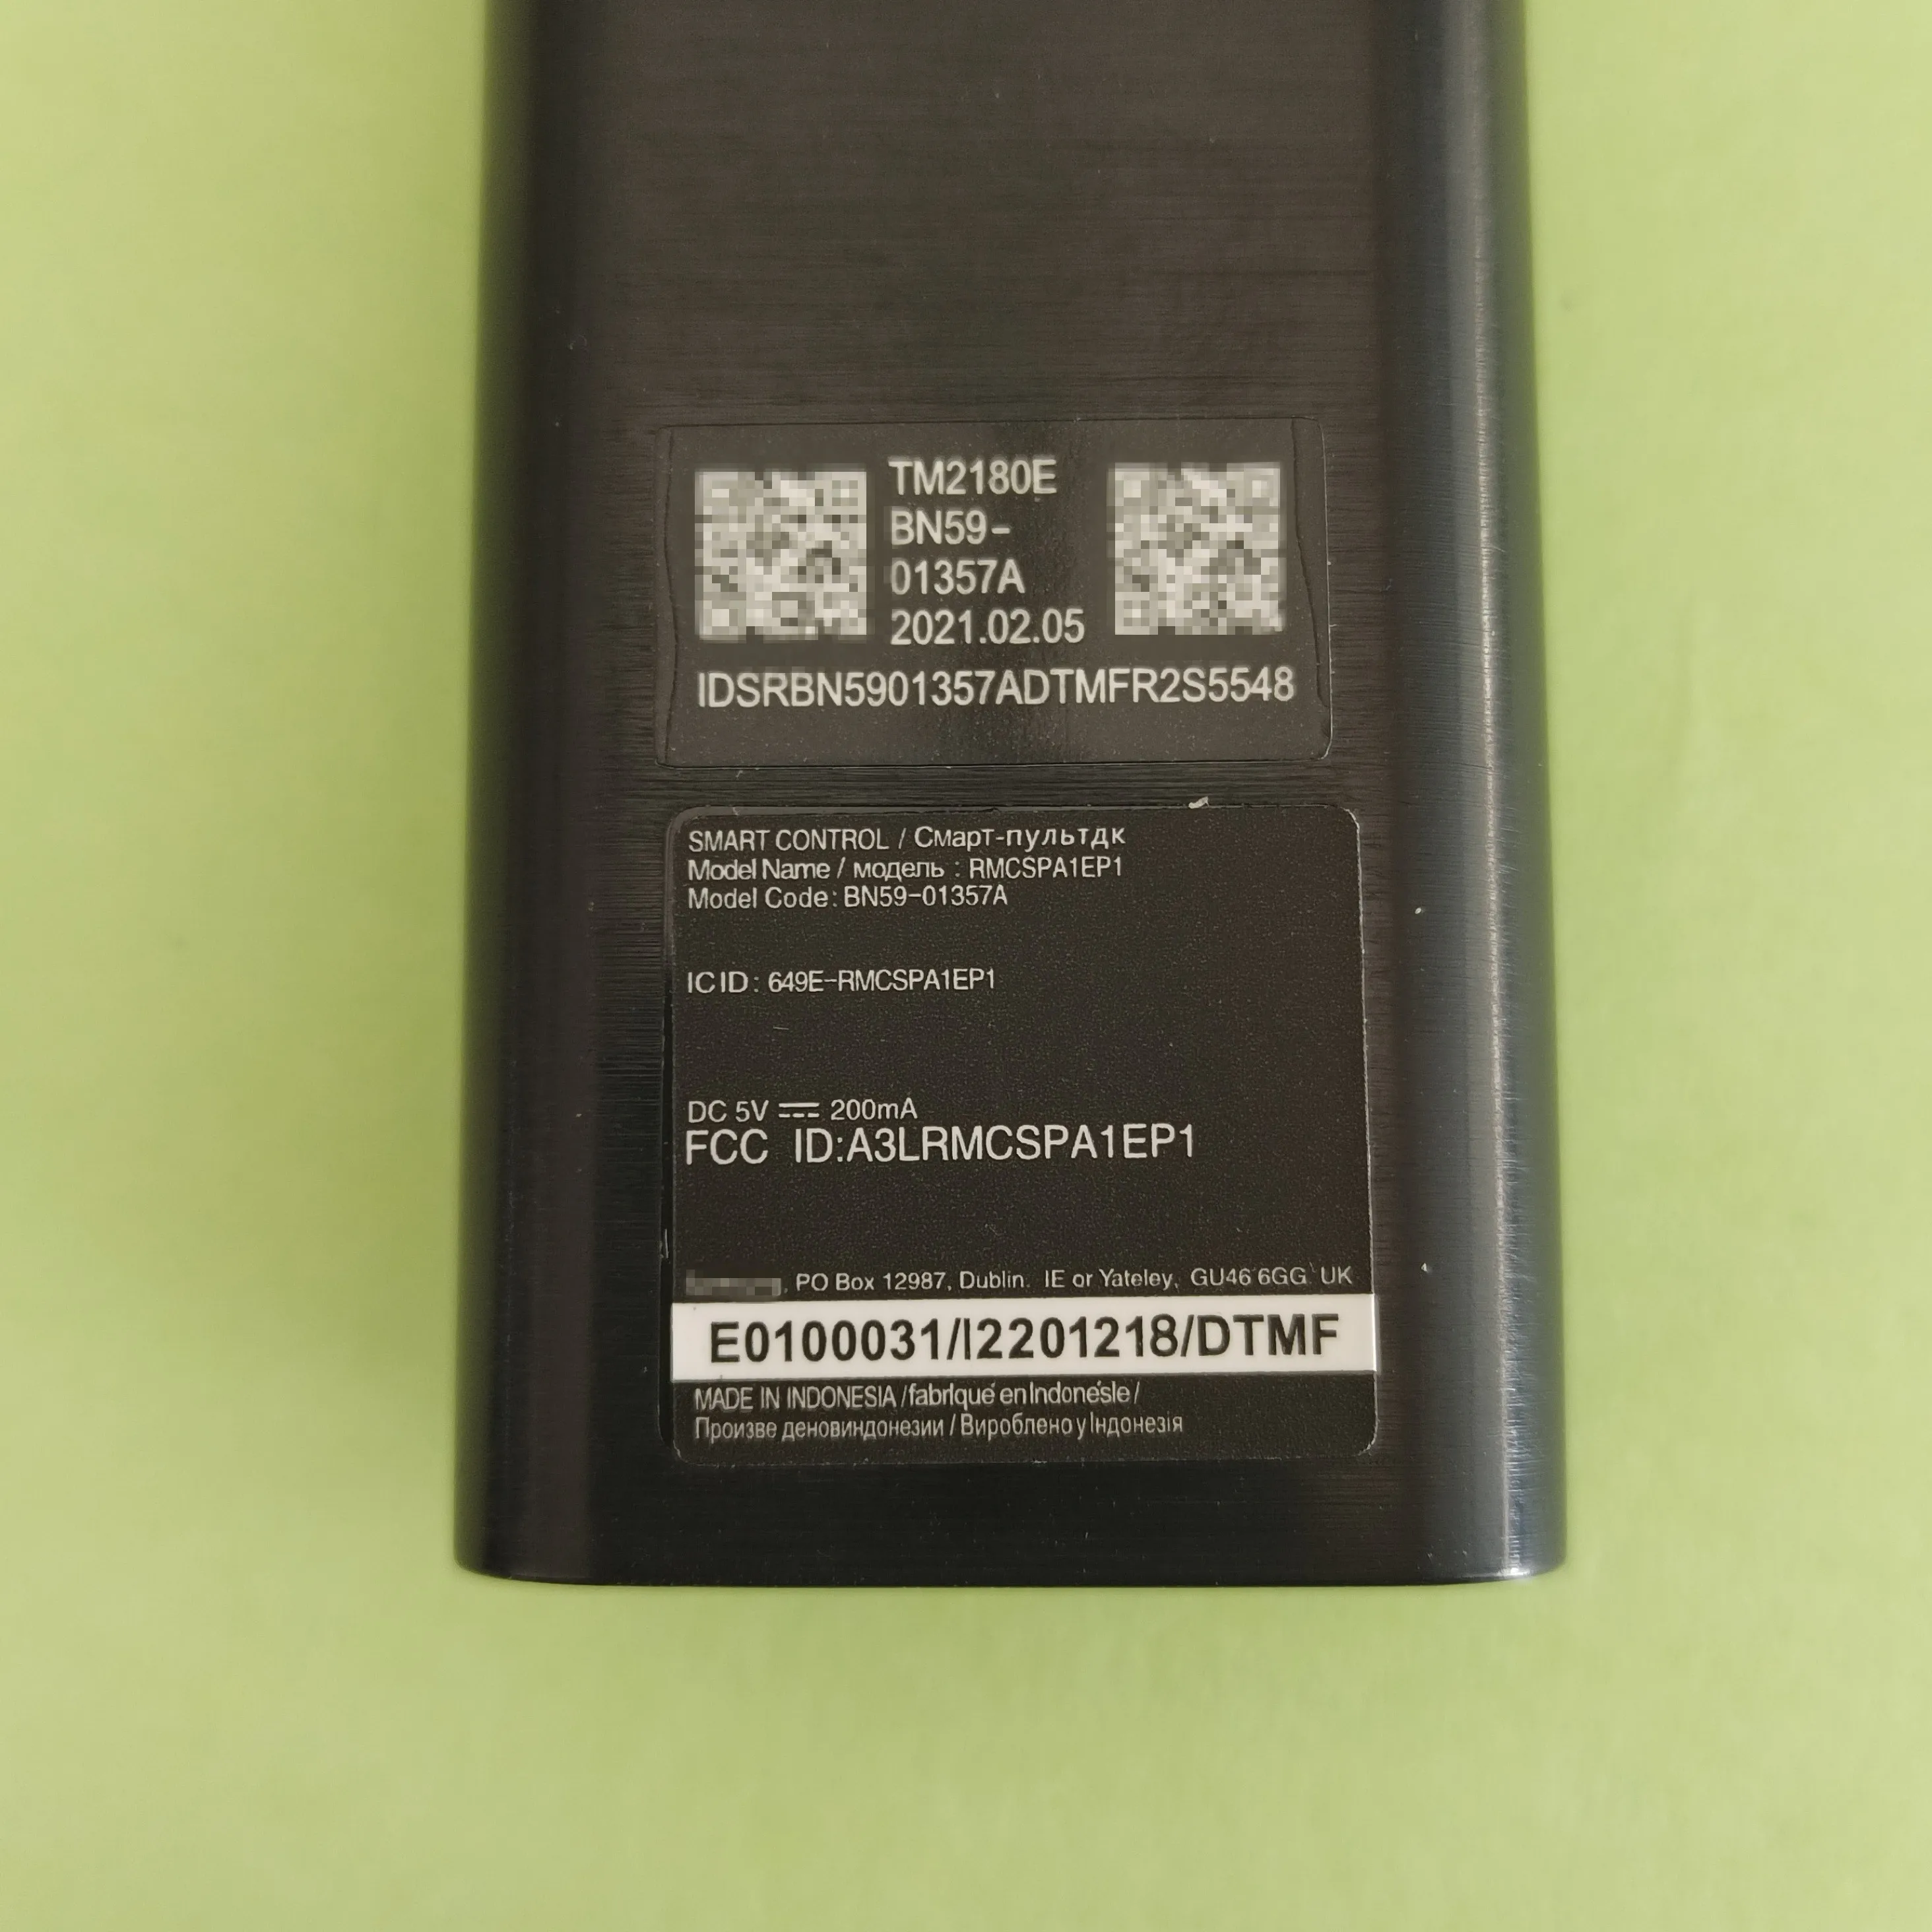 TM2180E
BN59-
01357A
2021.02.05
IDSRBN5901357ADTMFR2S5548
SMART CONTROL / Смарт-пультдк
Model Name / модель : RMCSPA1EP1
Model Code: BN59-01357A
IC ID: 649E-RMCSPA1EP1
DC 5V ⎓ 200mA
FCC ID:A3LRMCSPA1EP1
, PO Box 12987, Dublin. IE or Yateley, GU46 6GG UK
E0100031/I2201218/DTMF
MADE IN INDONESIA /fabrlqué en Indonésle /
Произве деновиндонезии / Вироблено у Індонезія